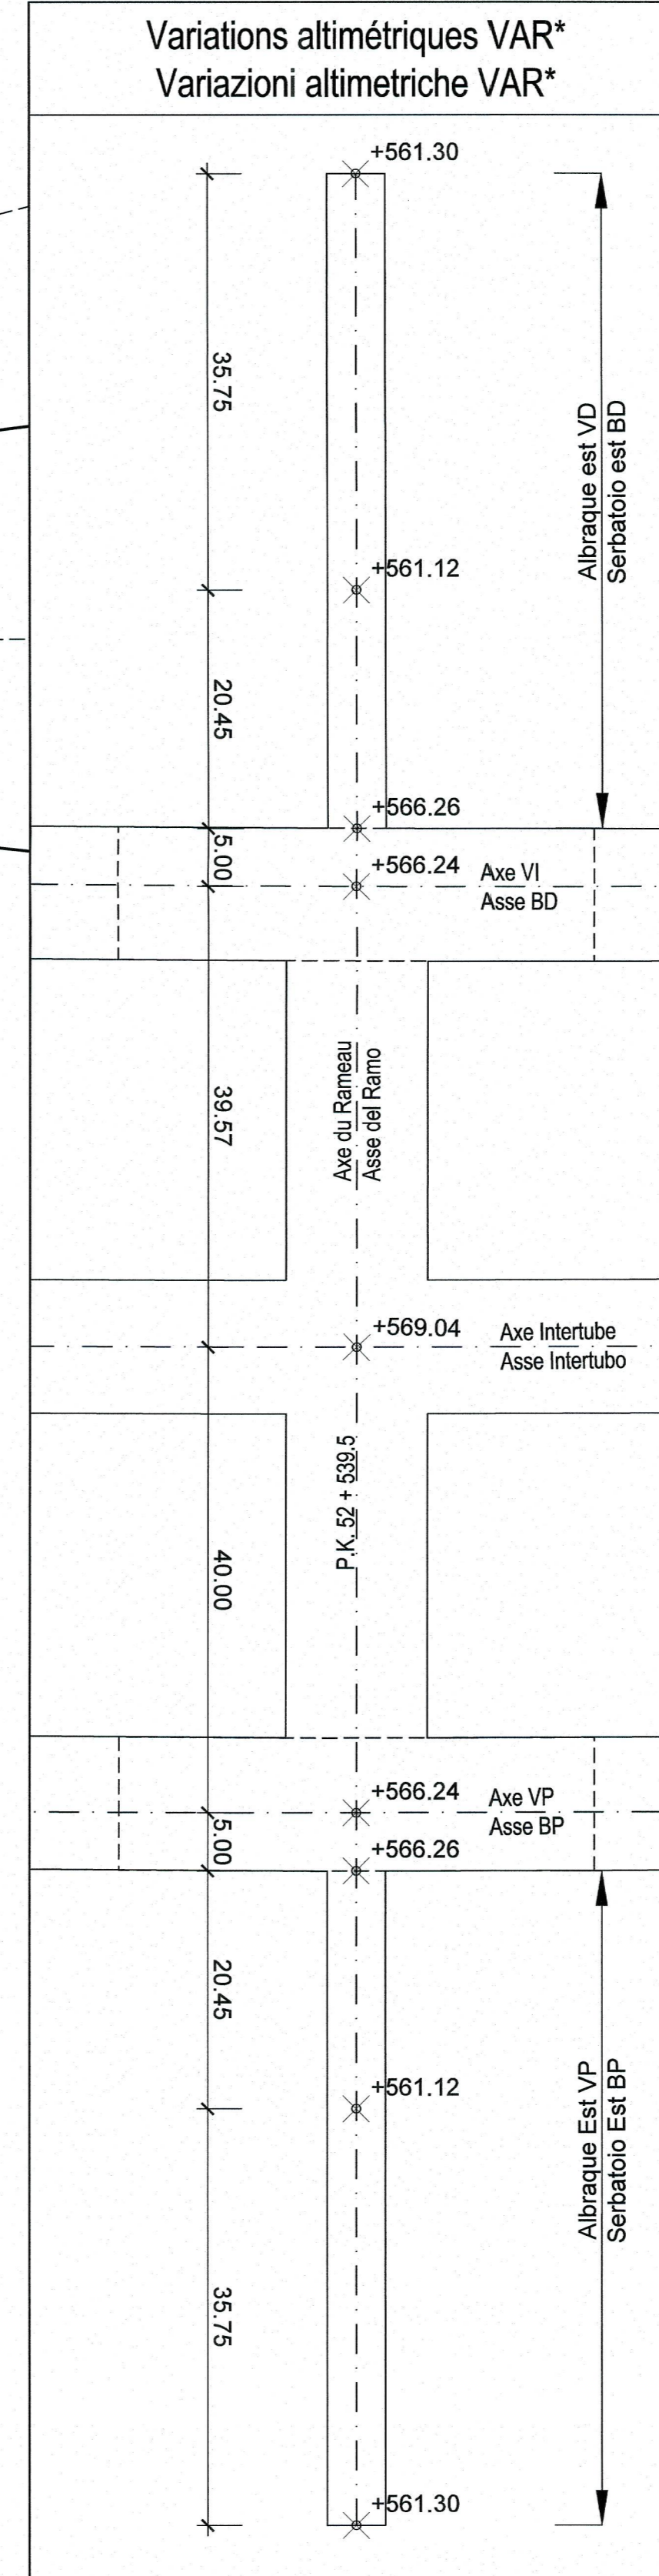 Variations altimétriques VAR*
Variazioni altimetriche VAR*
+561.30
35.75
Albraque est VD
Serbatoio est BD
+561.12
20.45
+566.26
5.00
+566.24
Axe VI
Asse BD
Axe du Rameau
Asse del Ramo
39.57
+569.04
Axe Intertube
Asse Intertubo
P.K. 52 + 539.5
40.00
+566.24
Axe VP
Asse BP
5.00
+566.26
20.45
Albraque Est VP
Serbatoio Est BP
+561.12
35.75
+561.30